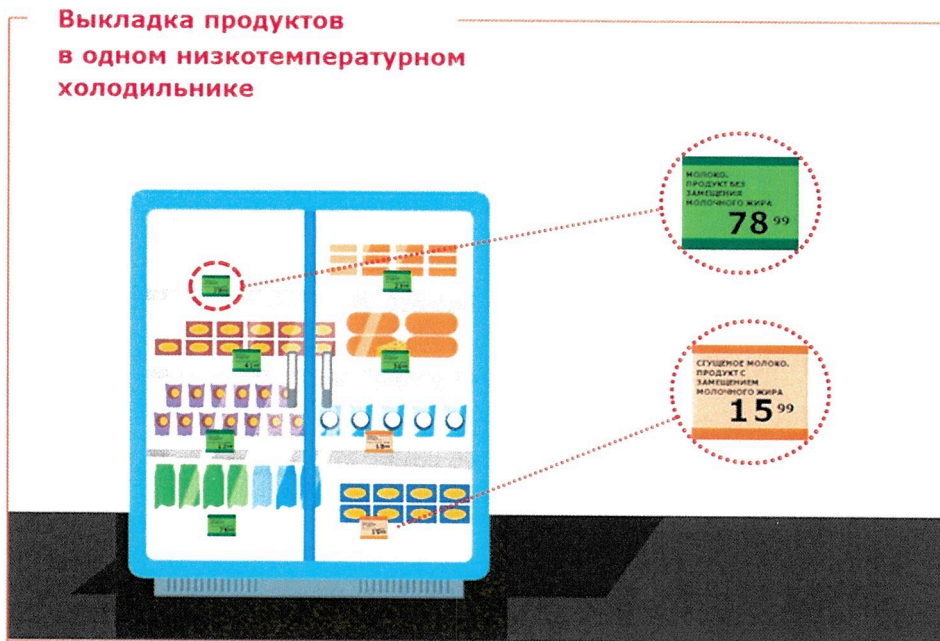 Выкладка продуктов
в одном низкотемпературном
холодильнике
МОЛОКО.
ПРОДУКТ БЕЗ
ЗАМЕЩЕНИЯ
МОЛОЧНОГО ЖИРА
78 99
СГУЩЕНОЕ МОЛОКО.
ПРОДУКТ С
ЗАМЕЩЕНИЕМ
МОЛОЧНОГО ЖИРА
15 99